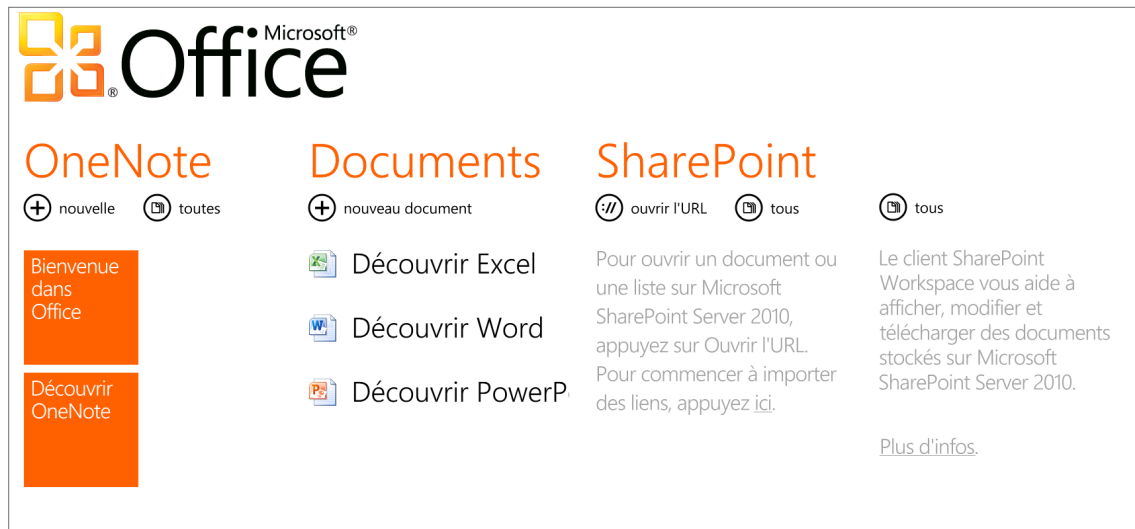 Microsoft®
Office
OneNote
nouvelle
toutes
Bienvenue
dans
Office
Découvrir
OneNote
Documents
nouveau document
Découvrir Excel
Découvrir Word
Découvrir PowerP
SharePoint
ouvrir l'URL
tous
Pour ouvrir un document ou
une liste sur Microsoft
SharePoint Server 2010,
appuyez sur Ouvrir l'URL.
Pour commencer à importer
des liens, appuyez ici.
tous
Le client SharePoint
Workspace vous aide à
afficher, modifier et
télécharger des documents
stockés sur Microsoft
SharePoint Server 2010.
Plus d'infos.